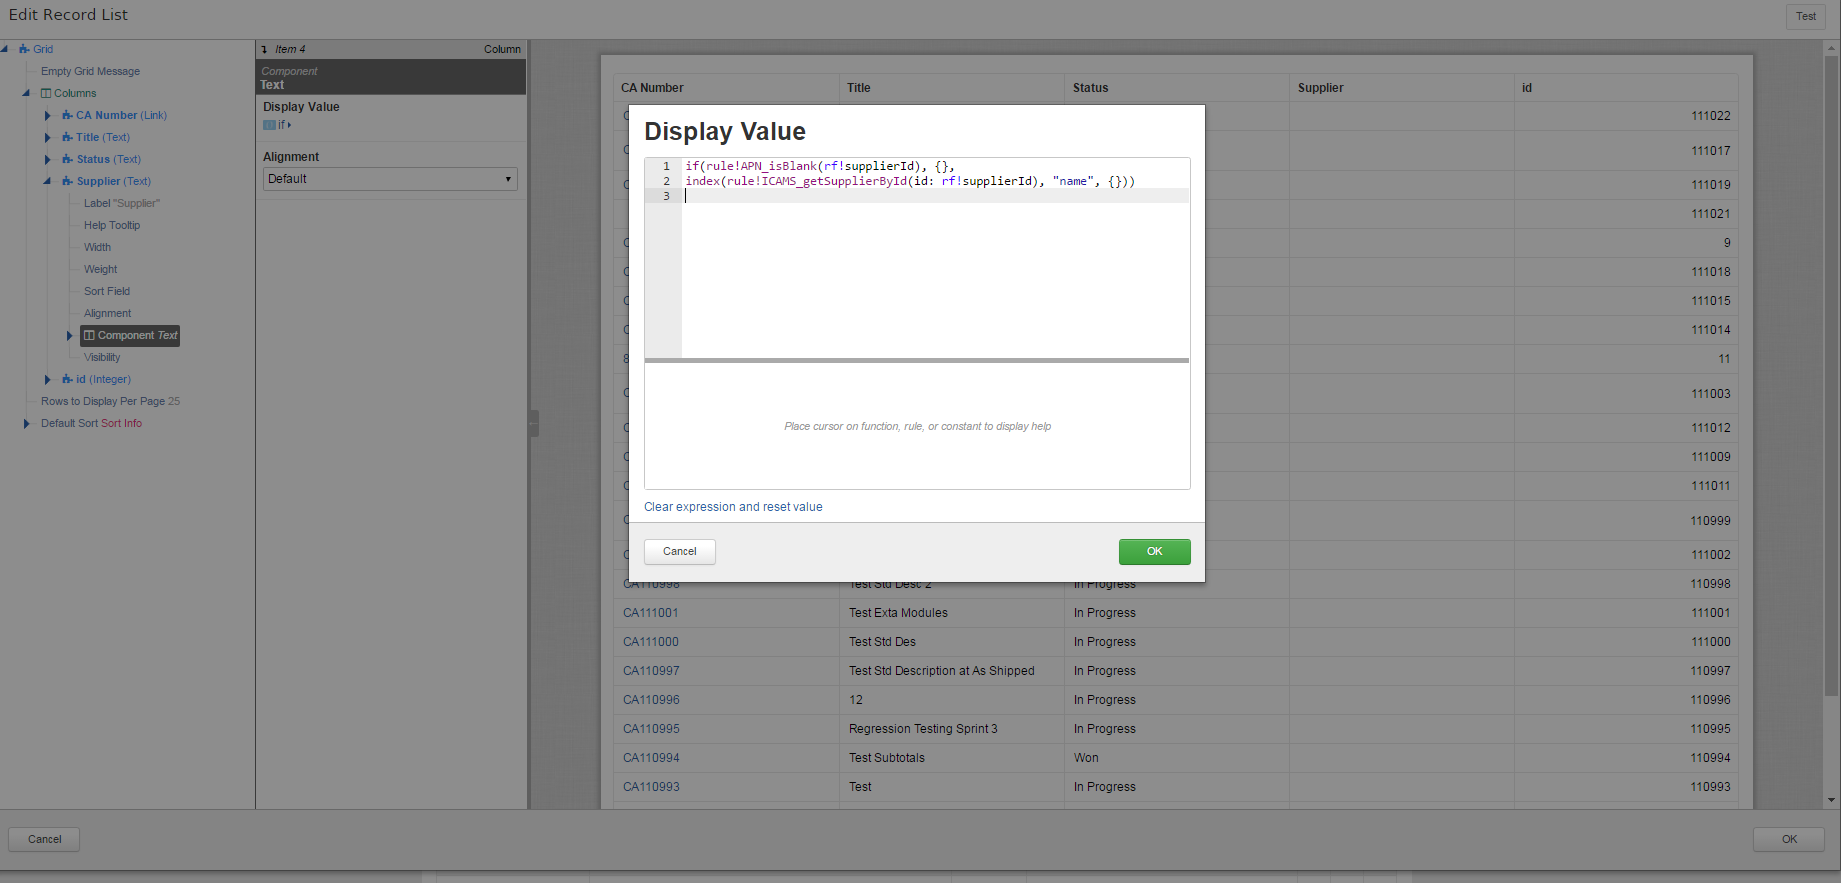 Edit Record List
Test
Grid
Empty Grid Message
Columns
CA Number (Link)
Title (Text)
Status (Text)
Supplier (Text)
Label "Supplier"
Help Tooltip
Width
Weight
Sort Field
Alignment
Component Text
Visibility
id (Integer)
Rows to Display Per Page 25
Default Sort Sort Info
Item 4 Column
Component
Text
Display Value
if
Alignment
Default
CA Number Title Status Supplier id
111022
111017
111019
111021
9
111018
111015
111014
8 11
111003
111012
111009
111011
110999
111002
Display Value
1 if(rule!APN_isBlank(rf!supplierId), {},
2 index(rule!ICAMS_getSupplierById(id: rf!supplierId), "name", {}))
3
Place cursor on function, rule, or constant to display help
Clear expression and reset value
Cancel OK
CA110998 Test Std Desc 2 In Progress 110998
CA111001 Test Exta Modules In Progress 111001
CA111000 Test Std Des In Progress 111000
CA110997 Test Std Description at As Shipped In Progress 110997
CA110996 12 In Progress 110996
CA110995 Regression Testing Sprint 3 In Progress 110995
CA110994 Test Subtotals Won 110994
CA110993 Test In Progress 110993
Cancel OK